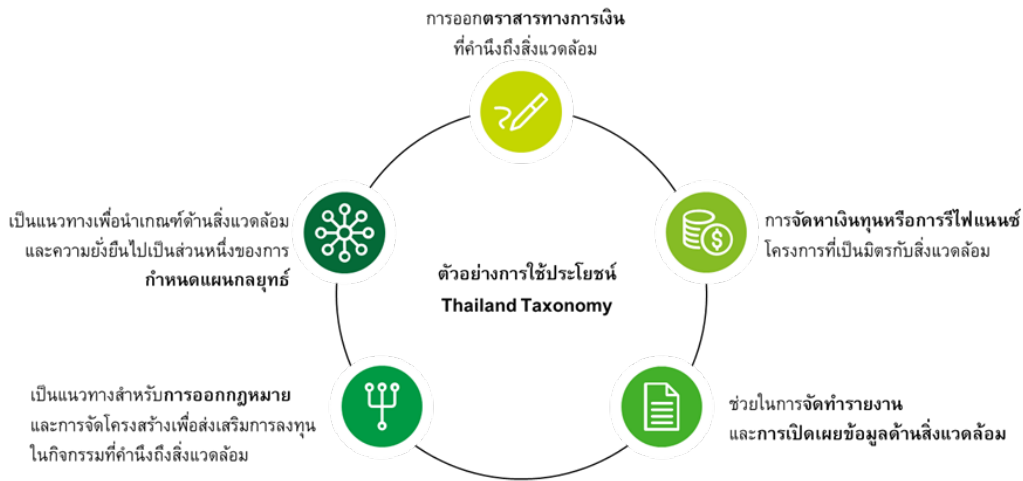 การออกตราสารทางการเงิน
ที่คำนึงถึงสิ่งแวดล้อม
การจัดหาเงินทุนหรือการรีไฟแนนซ์
โครงการที่เป็นมิตรกับสิ่งแวดล้อม
ช่วยในการจัดทำรายงาน
และการเปิดเผยข้อมูลด้านสิ่งแวดล้อม
เป็นแนวทางสำหรับการออกกฎหมาย
และการจัดโครงสร้างเพื่อส่งเสริมการลงทุน
ในกิจกรรมที่คำนึงถึงสิ่งแวดล้อม
เป็นแนวทางเพื่อนำเกณฑ์ด้านสิ่งแวดล้อม
และความยั่งยืนไปเป็นส่วนหนึ่งของการ
กำหนดแผนกลยุทธ์
ตัวอย่างการใช้ประโยชน์
Thailand Taxonomy